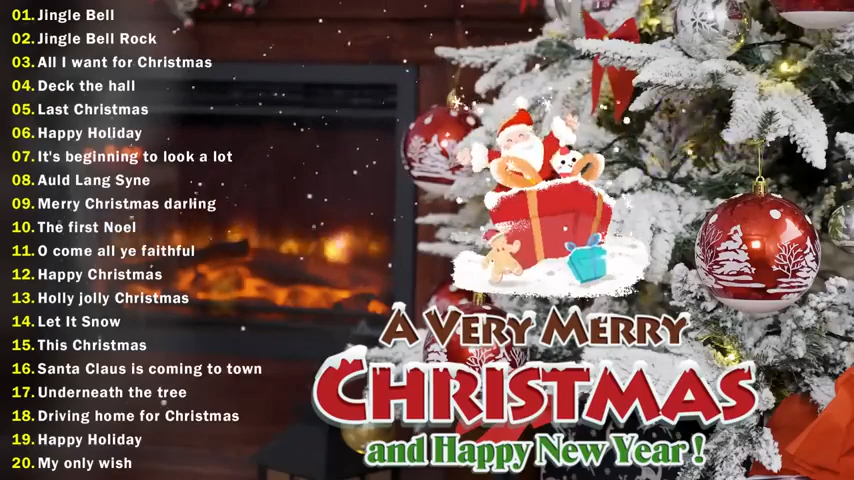 01. Jingle Bell
02. Jingle Bell Rock
03. All I want for Christmas
04. Deck the hall
05. Last Christmas
06. Happy Holiday
07. It's beginning to look a lot
08. Auld Lang Syne
09. Merry Christmas darling
10. The first Noel
11. O come all ye faithful
12. Happy Christmas
13. Holly jolly Christmas
14. Let It Snow
15. This Christmas
16. Santa Claus is coming to town
17. Underneath the tree
18. Driving home for Christmas
19. Happy Holiday
20. My only wish
A VERY MERRY
CHRISTMAS
and Happy New Year !